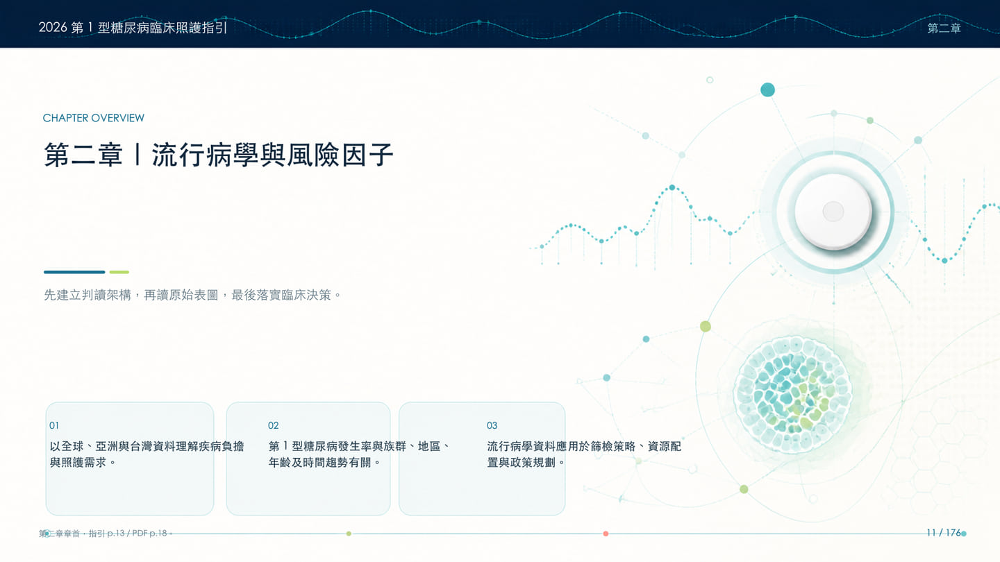 2026 第 1 型糖尿病臨床照護指引
第二章
CHAPTER OVERVIEW
第二章｜流行病學與風險因子
先建立判讀架構，再讀原始表圖，最後落實臨床決策。
01
以全球、亞洲與台灣資料理解疾病負擔
與照護需求。
02
第 1 型糖尿病發生率與族群、地區、
年齡及時間趨勢有關。
03
流行病學資料應用於篩檢策略、資源配
置與政策規劃。
第二章章首，指引 p.13 / PDF p.18。
11 / 176